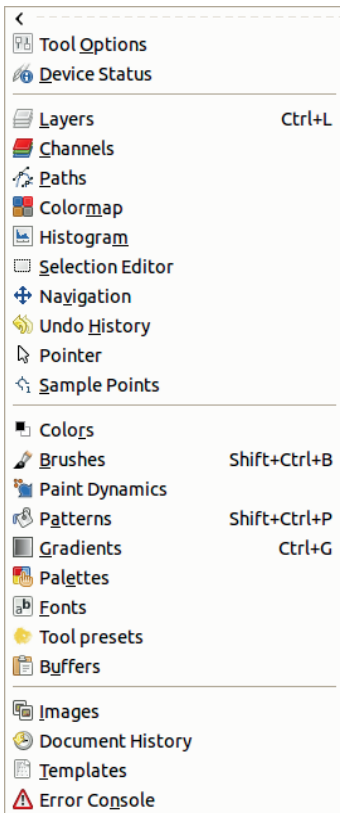 Tool Options
Device Status
Layers Ctrl+L
Channels
Paths
Colormap
Histogram
Selection Editor
Navigation
Undo History
Pointer
Sample Points
Colors
Brushes Shift+Ctrl+B
Paint Dynamics
Patterns Shift+Ctrl+P
Gradients Ctrl+G
Palettes
Fonts
Tool presets
Buffers
Images
Document History
Templates
Error Console